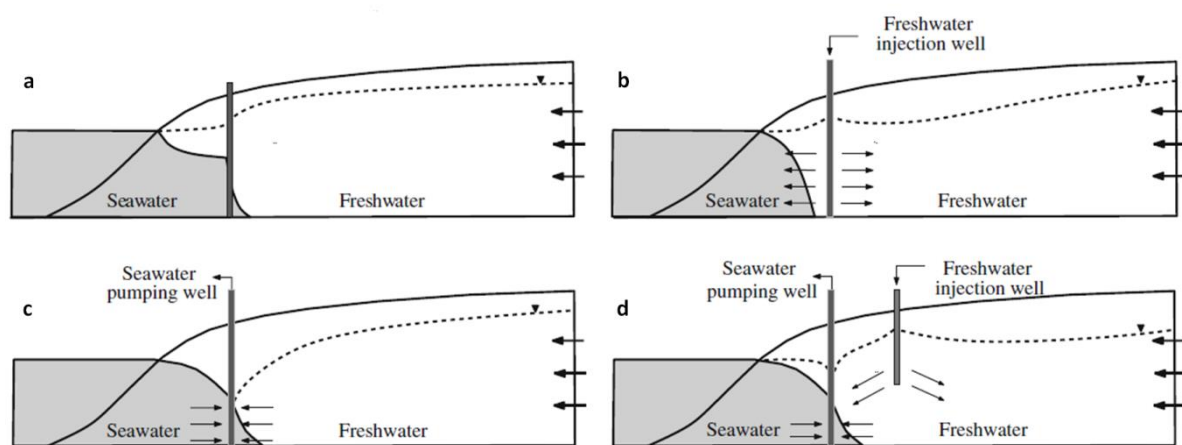 a
Seawater
Freshwater
b
Freshwater
injection well
Seawater
Freshwater
c
Seawater
pumping well
Seawater
Freshwater
d
Seawater
pumping well
Freshwater
injection well
Seawater
Freshwater